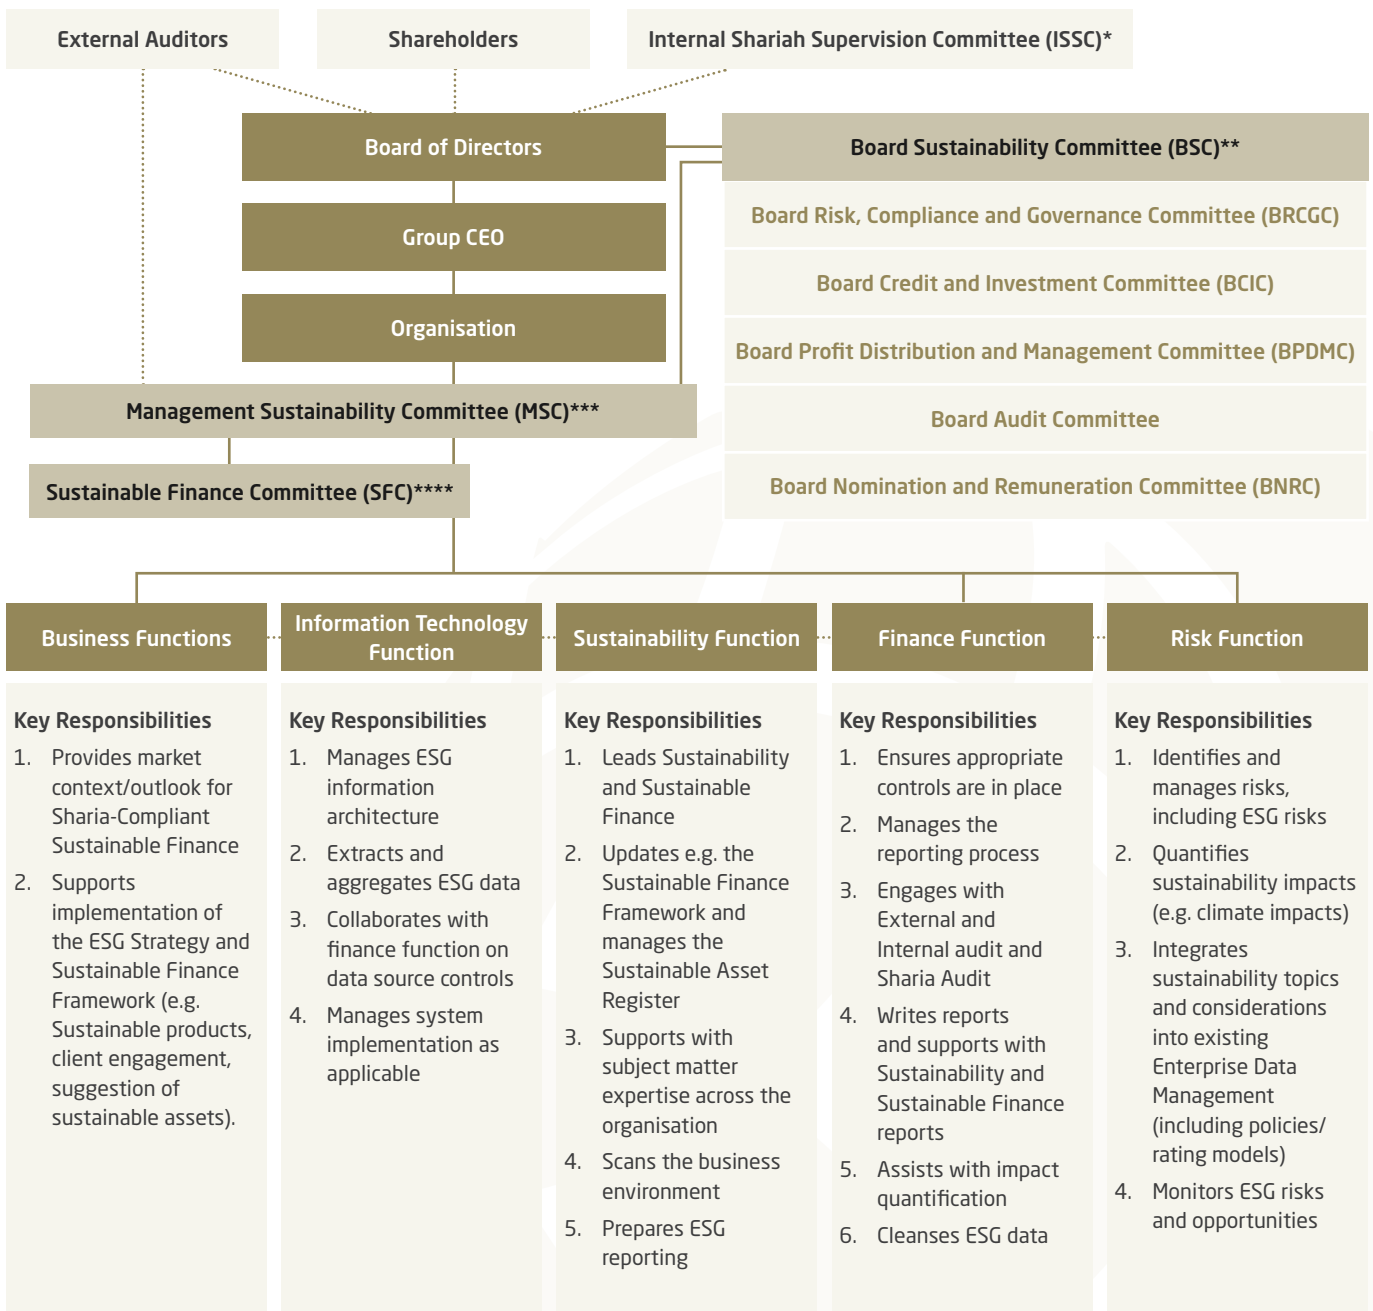 External Auditors
Shareholders
Internal Shariah Supervision Committee (ISSC)*
Board of Directors
Group CEO
Organisation
Management Sustainability Committee (MSC)***
Sustainable Finance Committee (SFC)****
Board Sustainability Committee (BSC)**
Board Risk, Compliance and Governance Committee (BRCGC)
Board Credit and Investment Committee (BCIC)
Board Profit Distribution and Management Committee (BPDMC)
Board Audit Committee
Board Nomination and Remuneration Committee (BNRC)
Business Functions
Key Responsibilities
1. Provides market
context/outlook for
Sharia-Compliant
Sustainable Finance
2. Supports
implementation of
the ESG Strategy and
Sustainable Finance
Framework (e.g.
Sustainable products,
client engagement,
suggestion of
sustainable assets).
Information Technology
Function
Key Responsibilities
1. Manages ESG
information
architecture
2. Extracts and
aggregates ESG data
3. Collaborates with
finance function on
data source controls
4. Manages system
implementation as
applicable
Sustainability Function
Key Responsibilities
1. Leads Sustainability
and Sustainable
Finance
2. Updates e.g. the
Sustainable Finance
Framework and
manages the
Sustainable Asset
Register
3. Supports with
subject matter
expertise across the
organisation
4. Scans the business
environment
5. Prepares ESG
reporting
Finance Function
Key Responsibilities
1. Ensures appropriate
controls are in place
2. Manages the
reporting process
3. Engages with
External and
Internal audit and
Sharia Audit
4. Writes reports
and supports with
Sustainability and
Sustainable Finance
reports
5. Assists with impact
quantification
6. Cleanses ESG data
Risk Function
Key Responsibilities
1. Identifies and
manages risks,
including ESG risks
2. Quantifies
sustainability impacts
(e.g. climate impacts)
3. Integrates
sustainability topics
and considerations
into existing
Enterprise Data
Management
(including policies/
rating models)
4. Monitors ESG risks
and opportunities